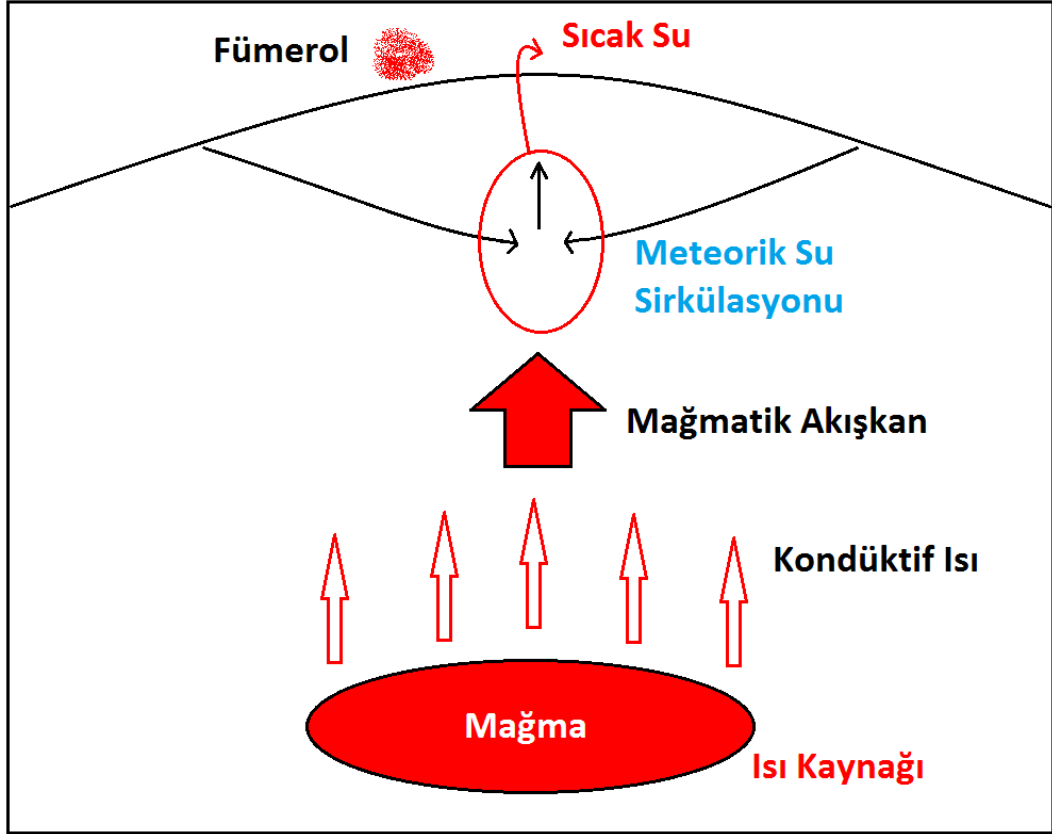 Fümerol
Sıcak Su
Meteorik Su
Sirkülasyonu
Mağmatik Akışkan
Kondüktif Isı
Mağma
Isı Kaynağı